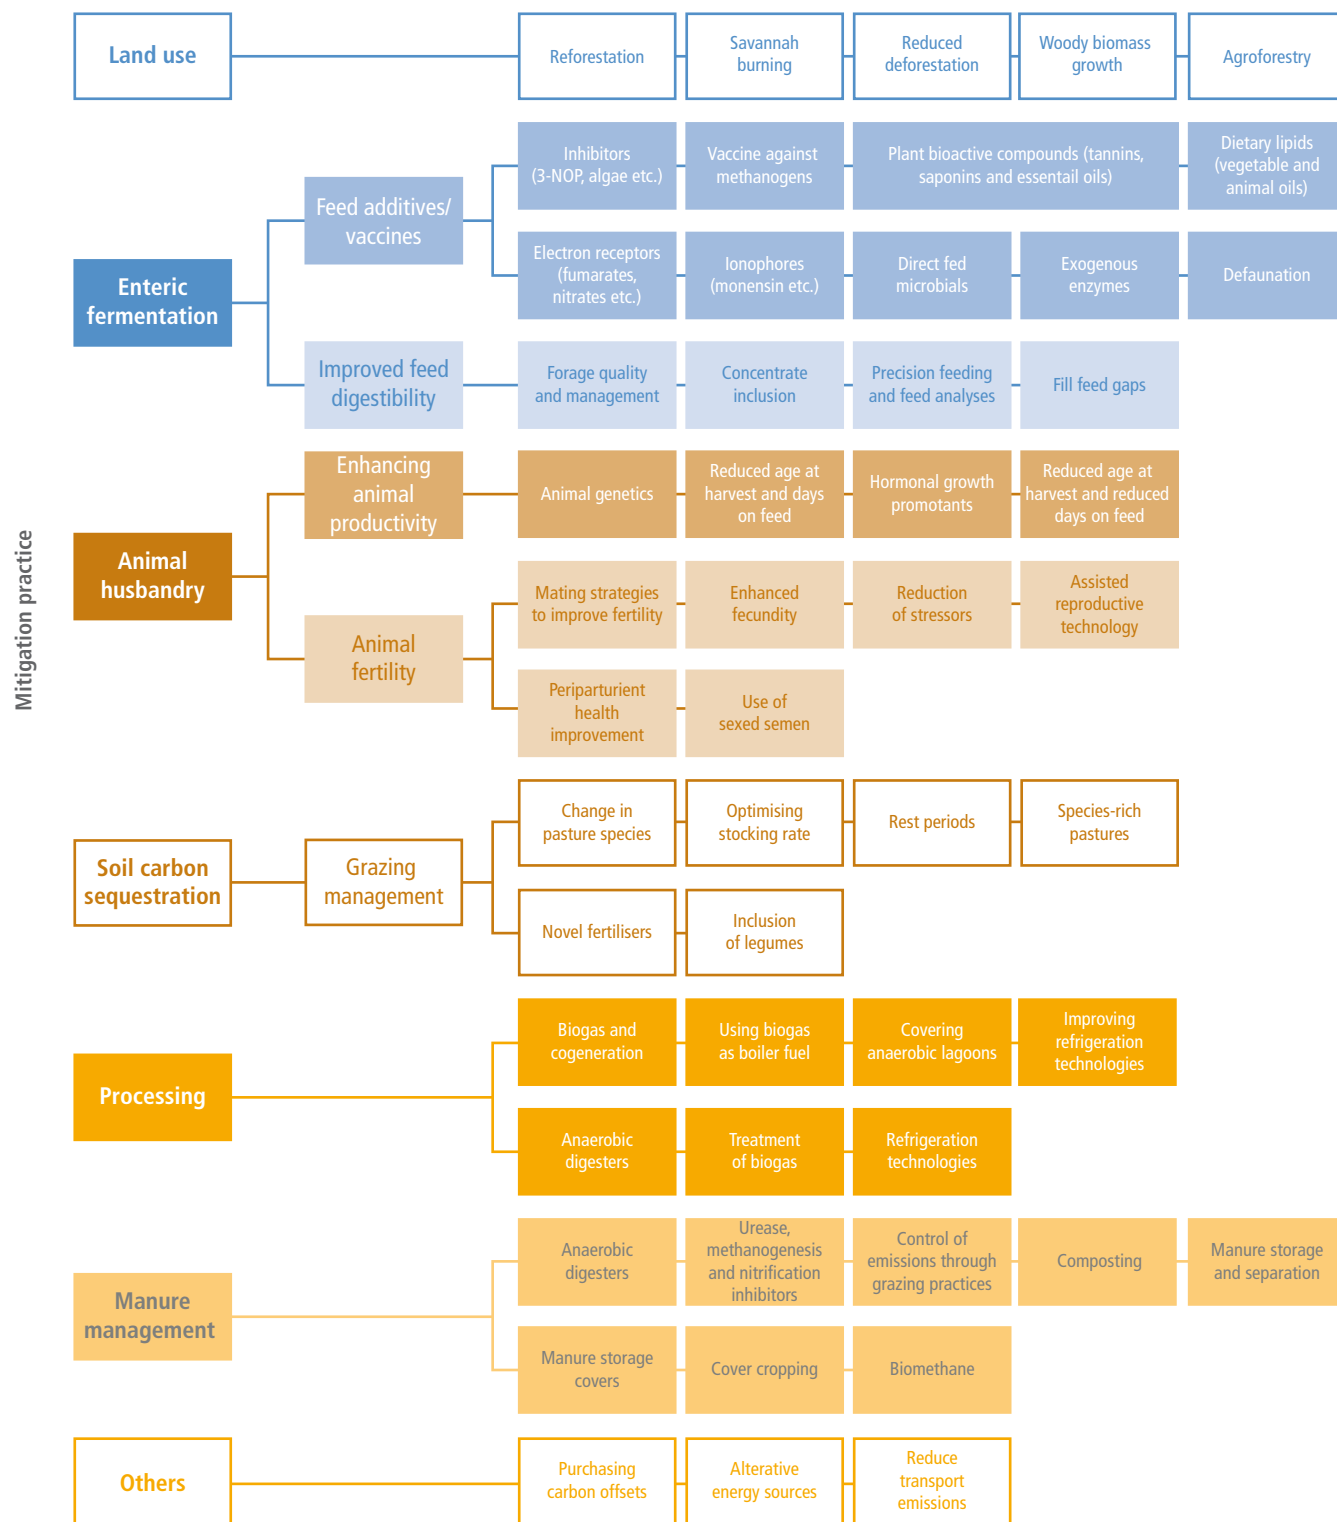 Mitigation practice
Land use
Reforestation
Savannah
burning
Reduced
deforestation
Woody biomass
growth
Agroforestry
Enteric
fermentation
Feed additives/
vaccines
Inhibitors
(3-NOP, algae etc.)
Vaccine against
methanogens
Plant bioactive compounds (tannins,
saponins and essentail oils)
Dietary lipids
(vegetable and
animal oils)
Electron receptors
(fumarates,
nitrates etc.)
Ionophores
(monensin etc.)
Direct fed
microbials
Exogenous
enzymes
Defaunation
Improved feed
digestibility
Forage quality
and management
Concentrate
inclusion
Precision feeding
and feed analyses
Fill feed gaps
Animal
husbandry
Enhancing
animal
productivity
Animal genetics
Reduced age at
harvest and days
on feed
Hormonal growth
promotants
Reduced age at
harvest and reduced
days on feed
Animal
fertility
Mating strategies
to improve fertility
Enhanced
fecundity
Reduction
of stressors
Assisted
reproductive
technology
Periparturient
health
improvement
Use of
sexed semen
Soil carbon
sequestration
Grazing
management
Change in
pasture species
Optimising
stocking rate
Rest periods
Species-rich
pastures
Novel fertilisers
Inclusion
of legumes
Processing
Biogas and
cogeneration
Using biogas
as boiler fuel
Covering
anaerobic lagoons
Improving
refrigeration
technologies
Anaerobic
digesters
Treatment
of biogas
Refrigeration
technologies
Manure
management
Anaerobic
digesters
Urease,
methanogenesis
and nitrification
inhibitors
Control of
emissions through
grazing practices
Composting
Manure storage
and separation
Manure storage
covers
Cover cropping
Biomethane
Others
Purchasing
carbon offsets
Alterative
energy sources
Reduce
transport
emissions